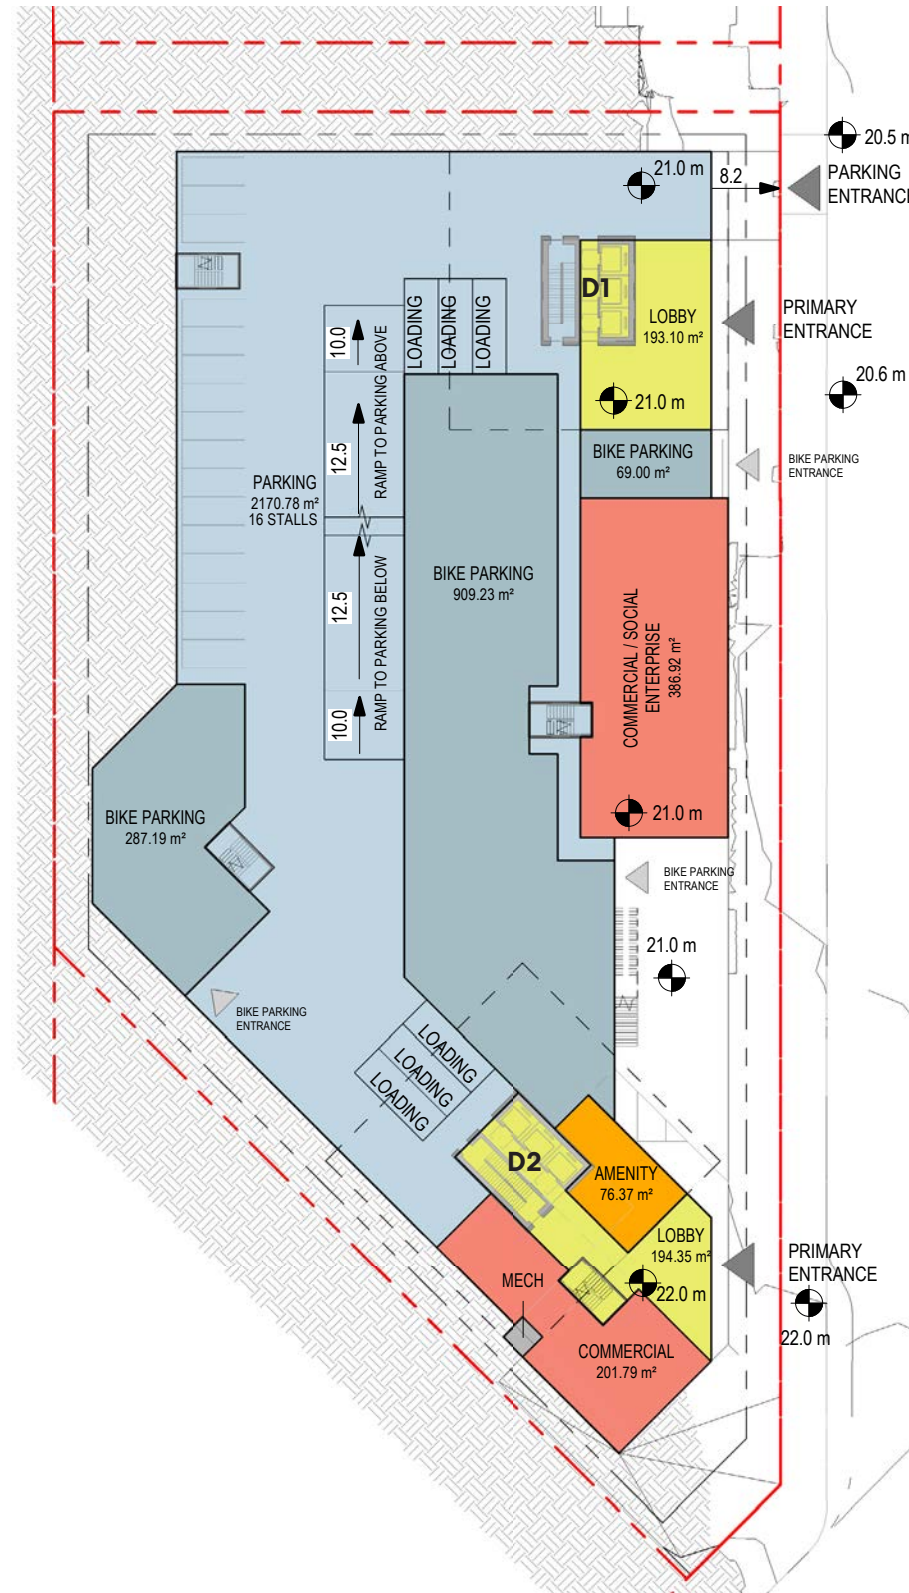 20.5 m
21.0 m
8.2
PARKING
ENTRANCE
D1
LOBBY
193.10 m²
PRIMARY
ENTRANCE
LOADING
LOADING
LOADING
10.0
RAMP TO PARKING ABOVE
12.5
20.6 m
21.0 m
BIKE PARKING
69.00 m²
BIKE PARKING
ENTRANCE
PARKING
2170.78 m²
16 STALLS
BIKE PARKING
909.23 m²
12.5
RAMP TO PARKING BELOW
10.0
COMMERCIAL / SOCIAL
ENTERPRISE
386.92 m²
21.0 m
BIKE PARKING
287.19 m²
BIKE PARKING
ENTRANCE
21.0 m
BIKE PARKING
ENTRANCE
LOADING
LOADING
LOADING
D2
AMENITY
76.37 m²
LOBBY
194.35 m²
PRIMARY
ENTRANCE
MECH
22.0 m
22.0 m
COMMERCIAL
201.79 m²